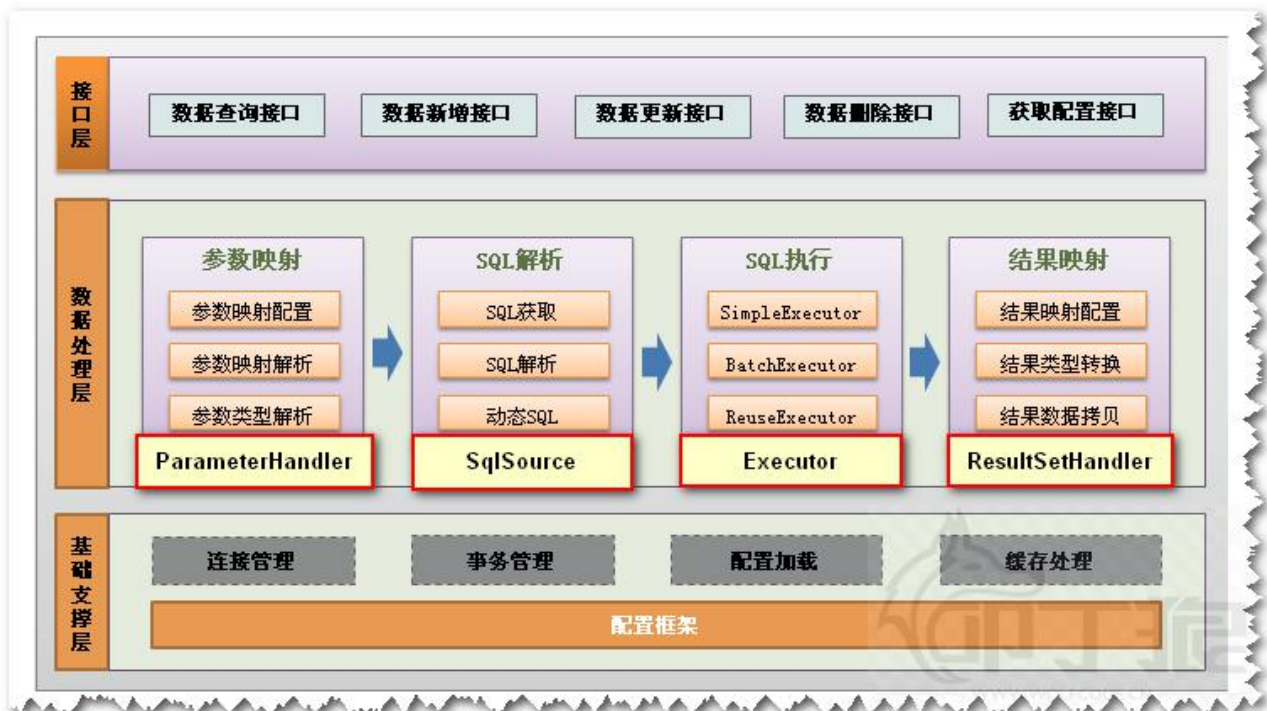 接口层
数据查询接口
数据新增接口
数据更新接口
数据删除接口
获取配置接口
数据处理层
参数映射
参数映射配置
参数映射解析
参数类型解析
ParameterHandler
SQL解析
SQL获取
SQL解析
动态SQL
SqlSource
SQL执行
SimpleExecutor
BatchExecutor
ReuseExecutor
Executor
结果映射
结果映射配置
结果类型转换
结果数据拷贝
ResultSetHandler
基础支撑层
连接管理
事务管理
配置加载
缓存处理
配置框架